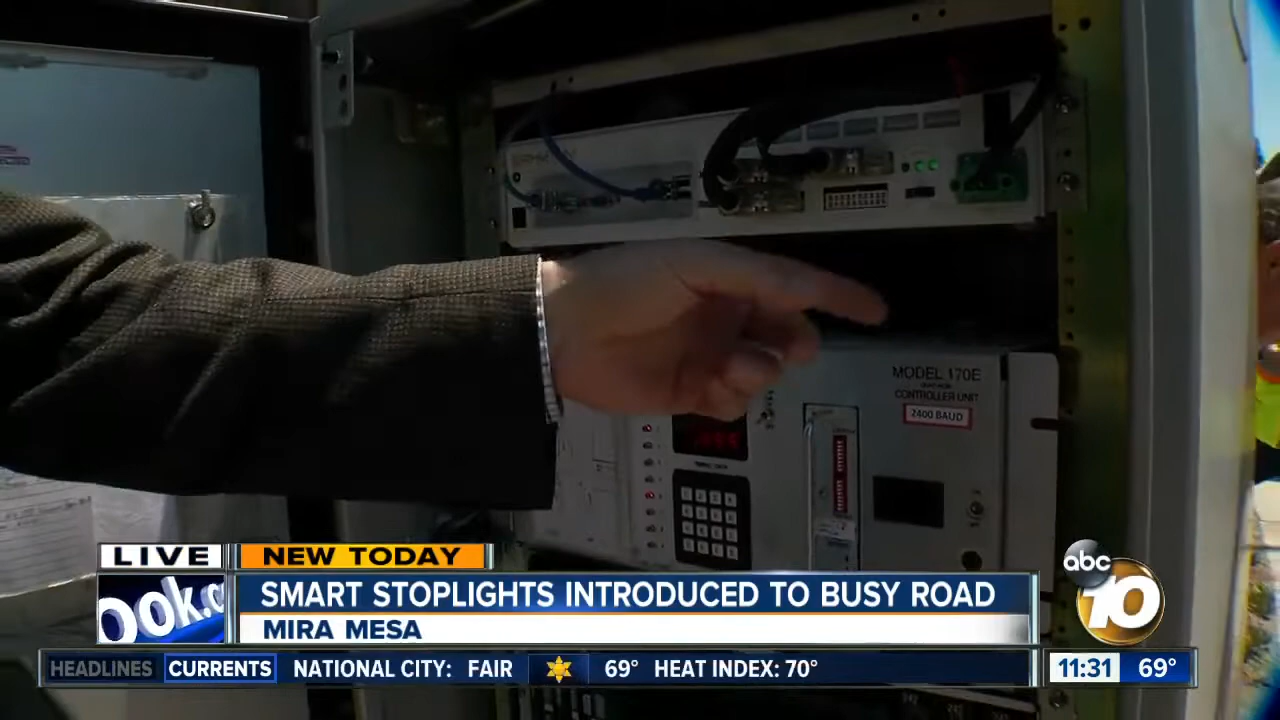 MODEL 170E
CONTROLLER UNIT
2400 BAUD
LIVE
NEW TODAY
SMART STOPLIGHTS INTRODUCED TO BUSY ROAD
MIRA MESA
abc
10
HEADLINES CURRENTS NATIONAL CITY: FAIR 69° HEAT INDEX: 70°
11:31 69°